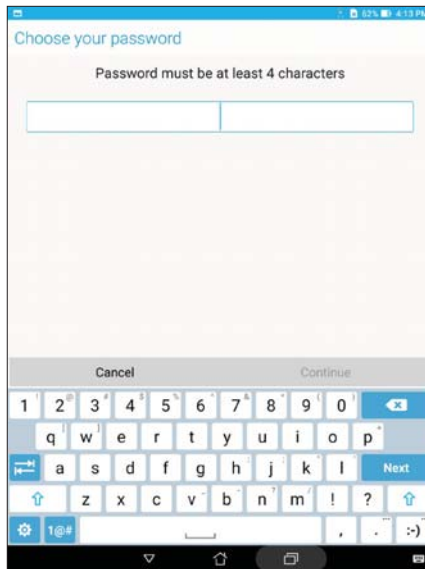 62% 4:13 PM
Choose your password
Password must be at least 4 characters
Cancel Continue
1 ! 2 @ 3 # 4 $ 5 % 6 7 & 8 * 9 ( 0 )
q w e r t y u i o p
a s d f g h j k l Next
z x c v b n m ! ?
1@# , . :-)